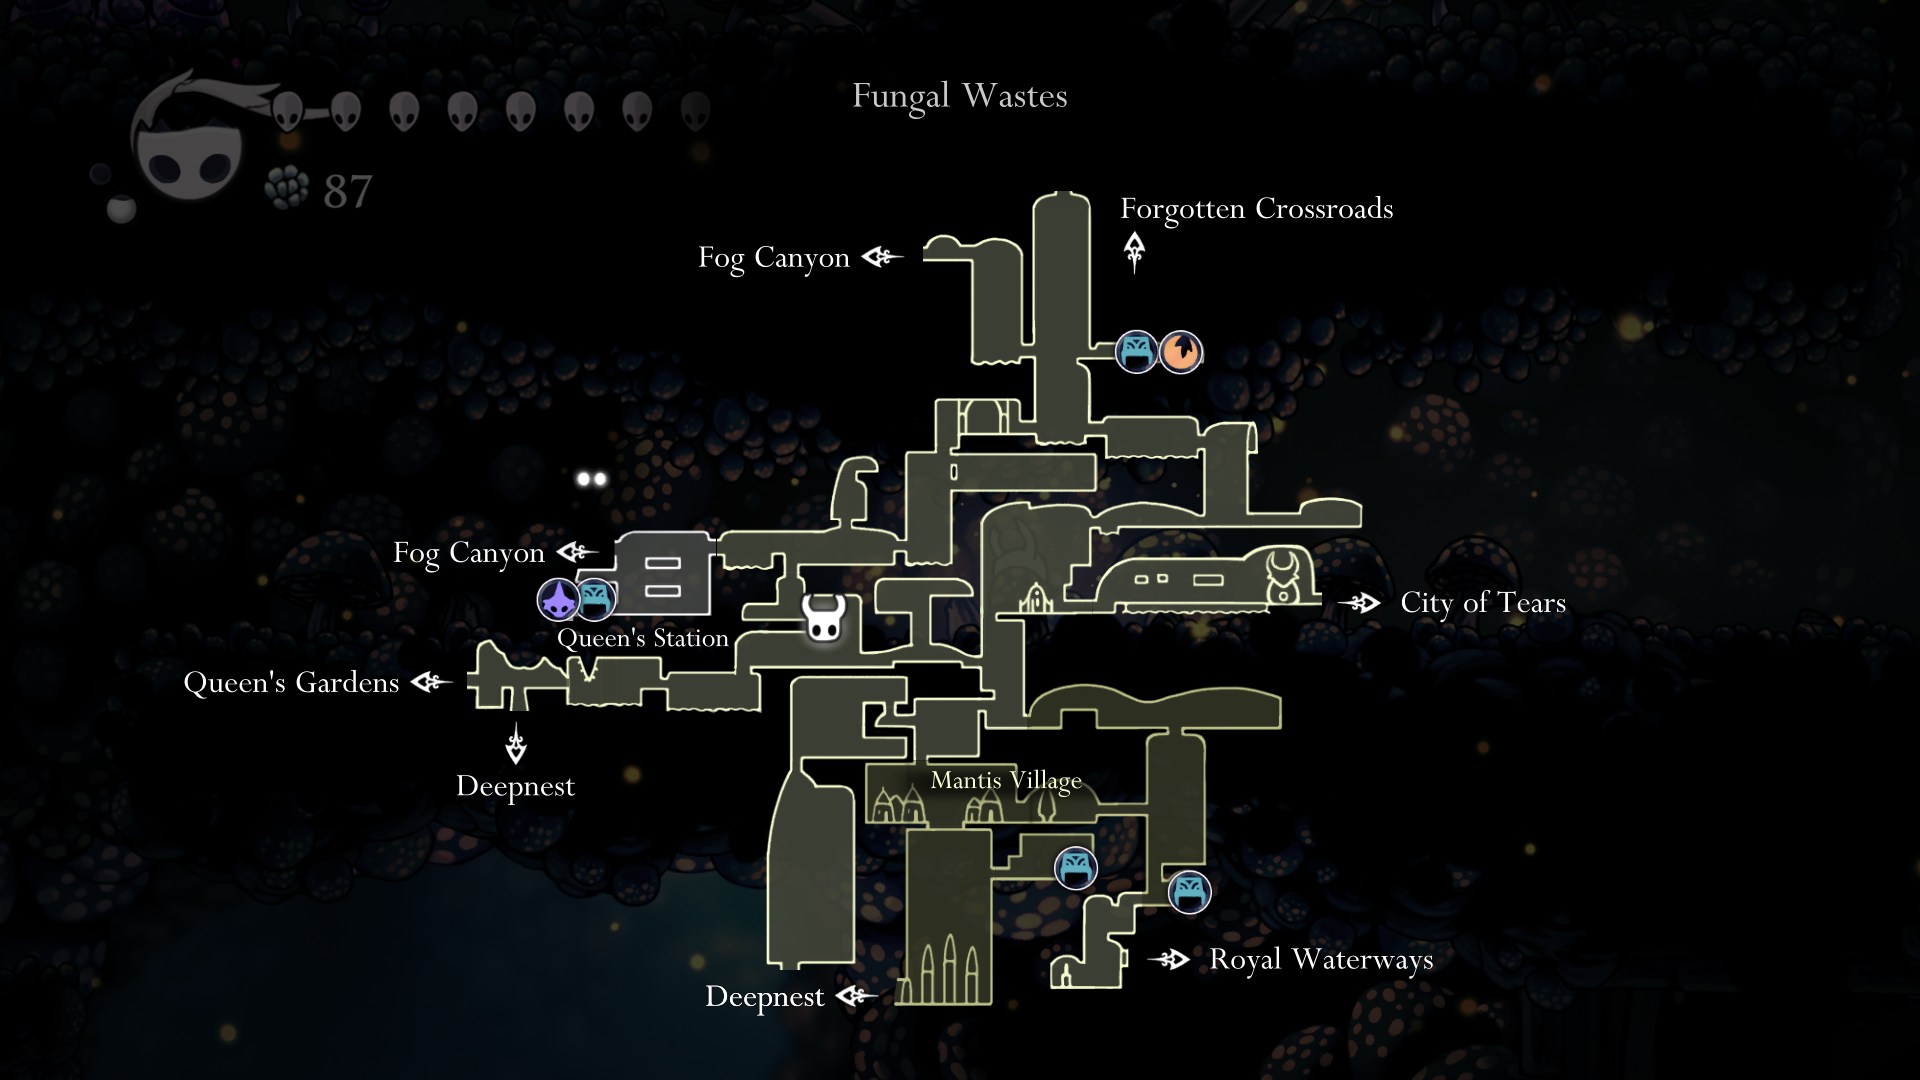 Fungal Wastes
87
Forgotten Crossroads
Fog Canyon
Fog Canyon
City of Tears
Queen's Station
Queen's Gardens
Mantis Village
Deepnest
Royal Waterways
Deepnest